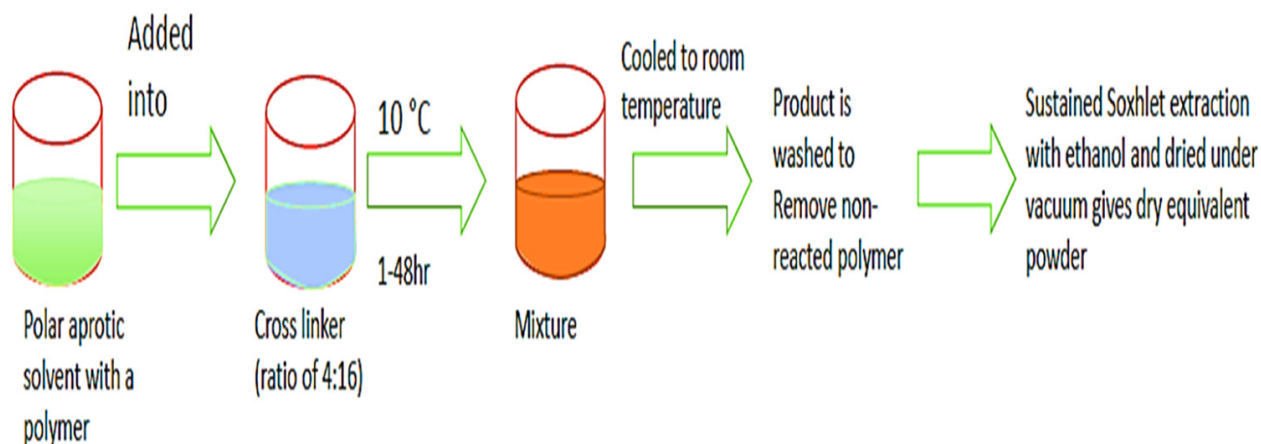 Added
into
10 °C
1-48hr
Cooled to room
temperature
Product is
washed to
Remove non-
reacted polymer
Sustained Soxhlet extraction
with ethanol and dried under
vacuum gives dry equivalent
powder
Polar aprotic
solvent with a
polymer
Cross linker
(ratio of 4:16)
Mixture